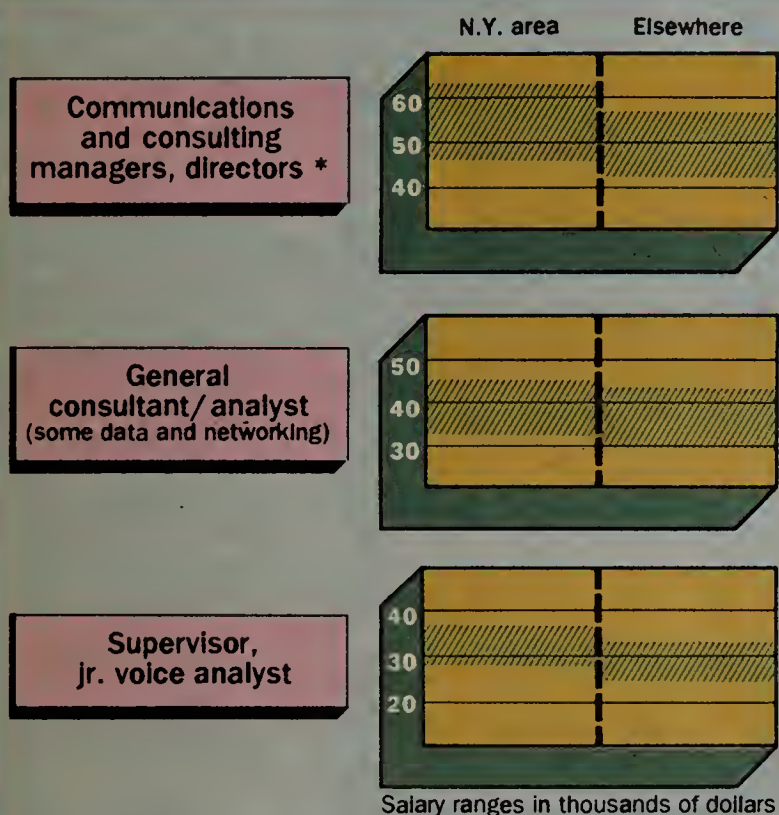 N.Y. area Elsewhere
Communications
and consulting
managers, directors *
60
50
40
General
consultant/analyst
(some data and networking)
50
40
30
Supervisor,
jr. voice analyst
40
30
20
Salary ranges in thousands of dollars